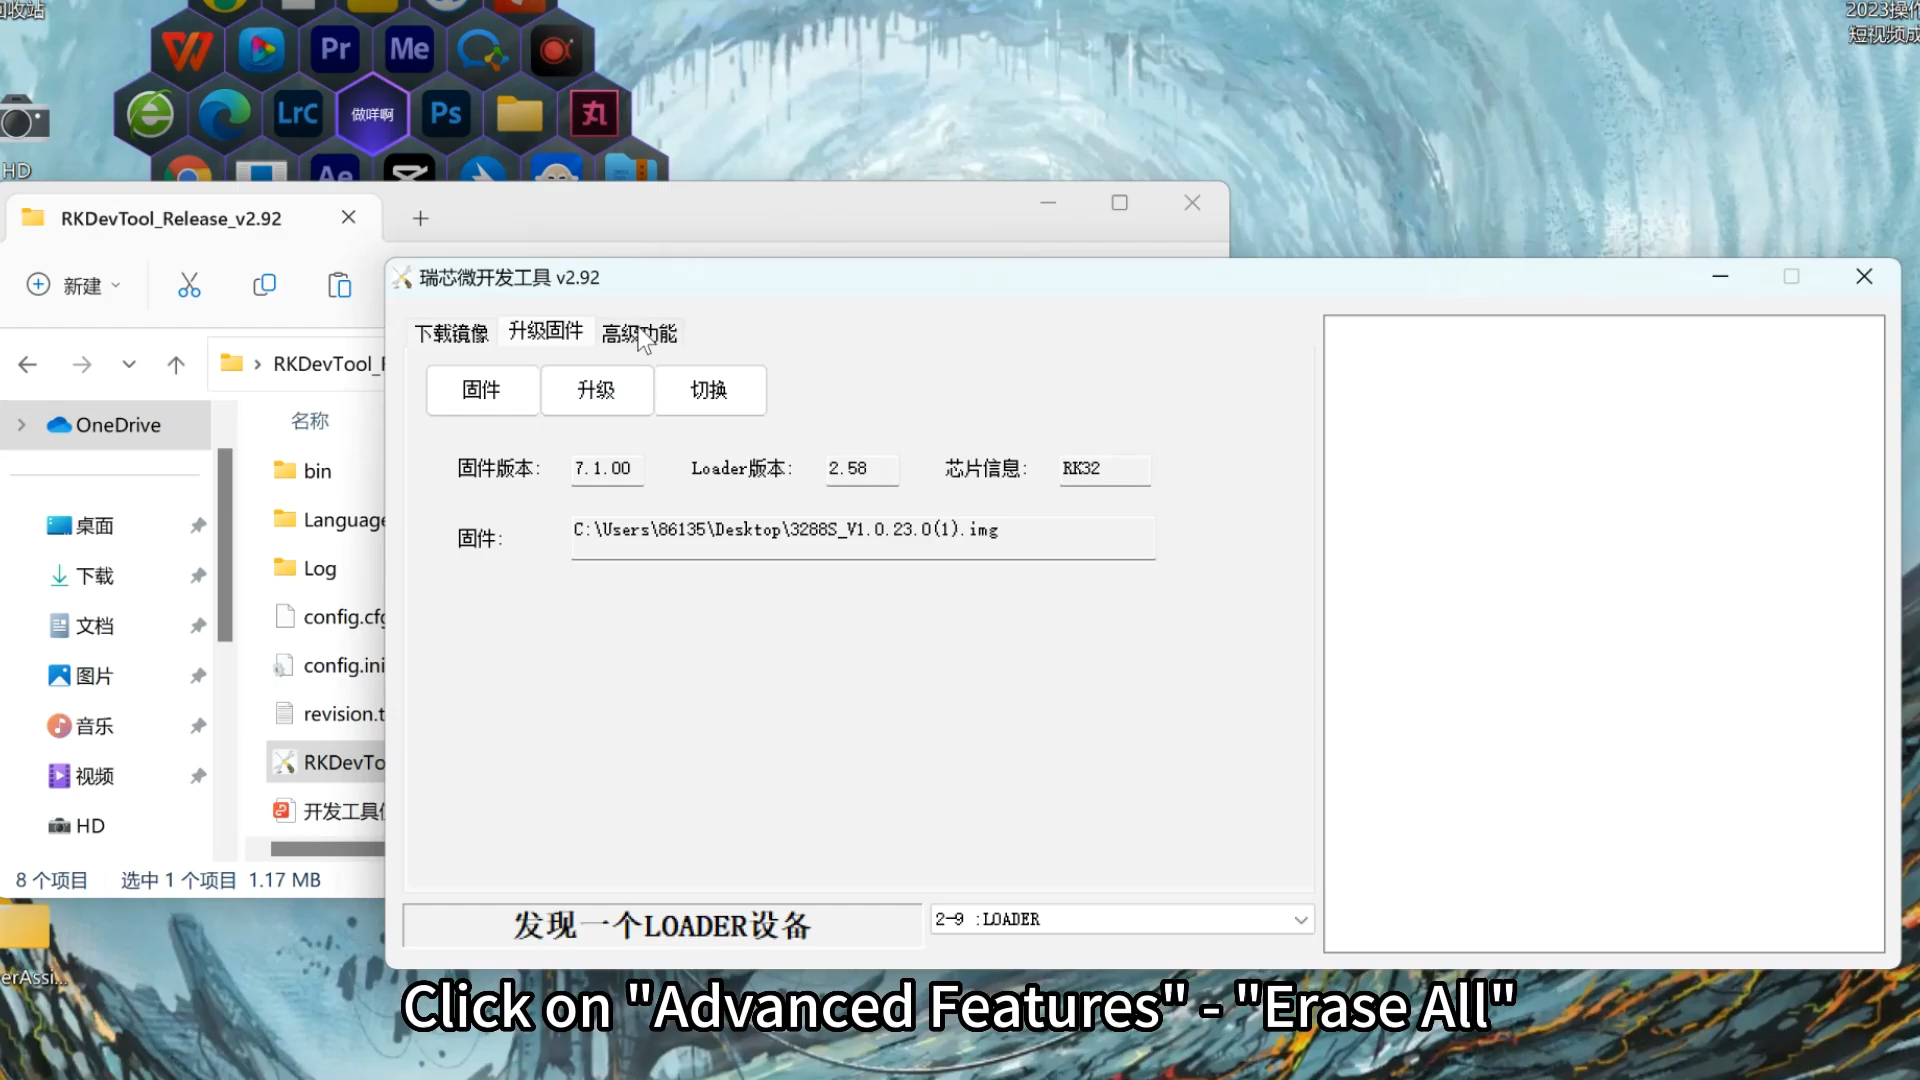 回收站
2023操作
短视频成
Pr
Me
LrC
做咩啊
Ps
丸
HD
Ae
RKDevTool_Release_v2.92
新建
RKDevTool_F
OneDrive
名称
桌面
下载
文档
图片
音乐
视频
HD
bin
Language
Log
config.cfg
config.ini
revision.t
RKDevTo
开发工具使
8 个项目 选中 1 个项目 1.17 MB
瑞芯微开发工具 v2.92
下载镜像 升级固件 高级功能
固件 升级 切换
固件版本: 7.1.00 Loader版本: 2.58 芯片信息: RK32
固件: C:\Users\86135\Desktop\3288S_V1.0.23.0(1).img
发现一个LOADER设备 2-9 :LOADER
erAssi...
Click on "Advanced Features" - "Erase All"